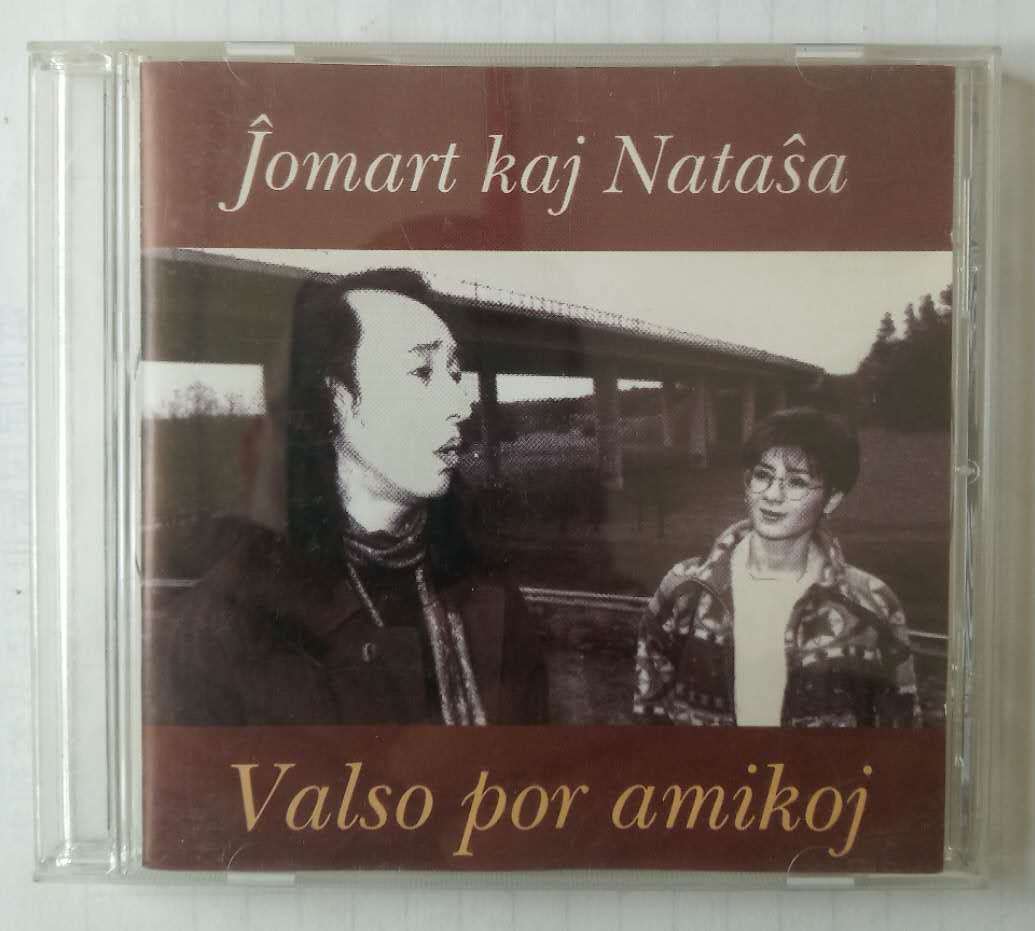 Ĵomart kaj Nataŝa
Valso por amikoj